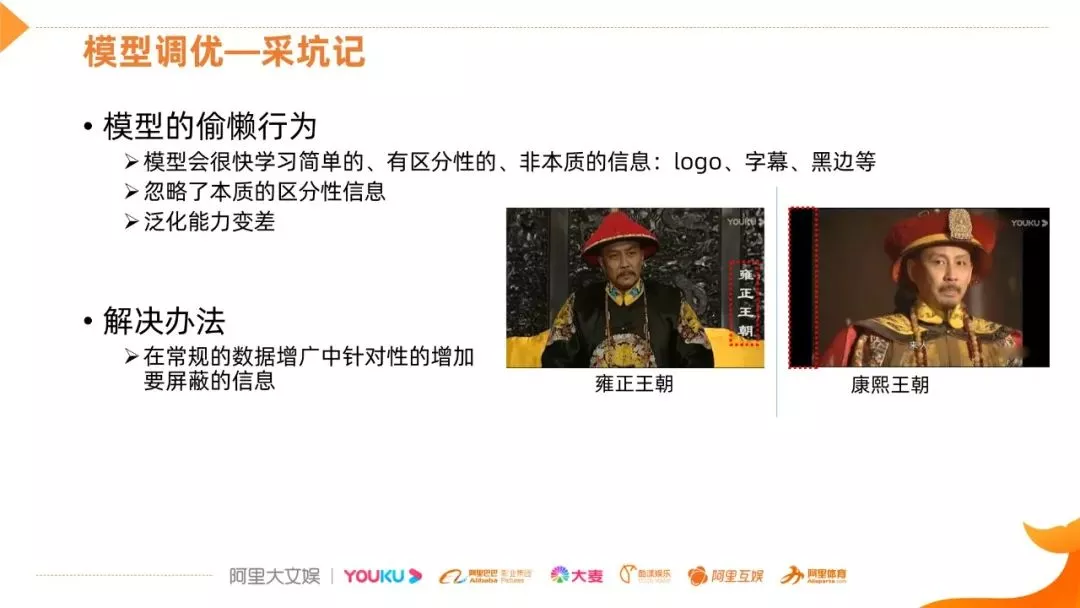 模型调优—采坑记
• 模型的偷懒行为
➢模型会很快学习简单的、有区分性的、非本质的信息：logo、字幕、黑边等
➢忽略了本质的区分性信息
➢泛化能力变差
YOUKU
雍
正
王
朝
YOUKU
雍正王朝
康熙王朝
• 解决办法
➢在常规的数据增广中针对性的增加
要屏蔽的信息
阿里大文娱
YOUKU
阿里巴巴 影业集团
Alibaba Pictures
大麦
阿里互娱
阿里体育